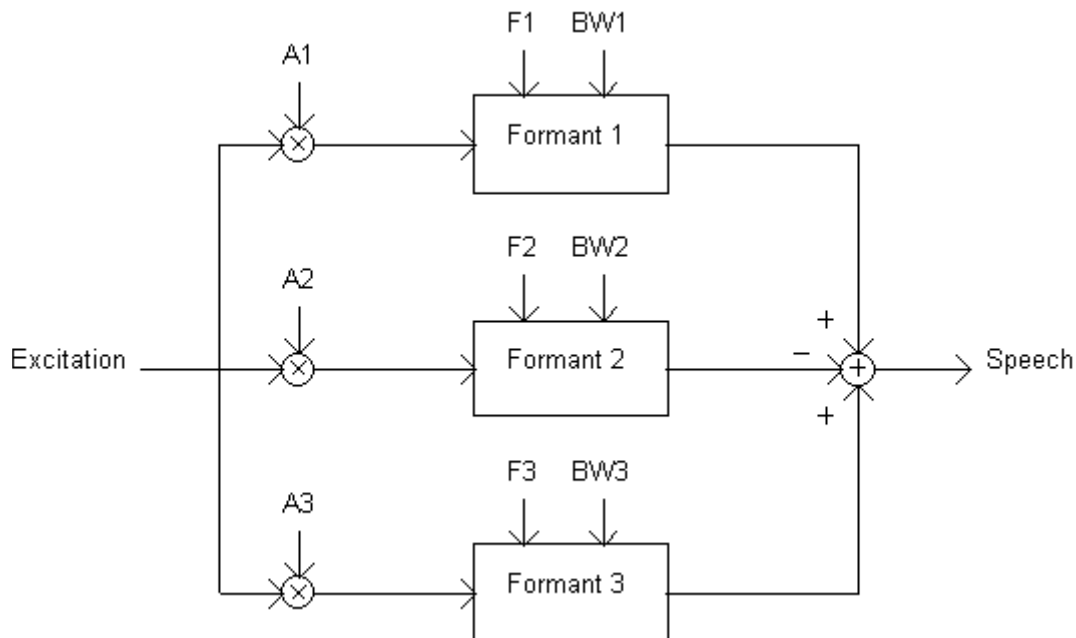 F1 BW1
A1
Formant 1
×
F2 BW2
A2
+
Excitation × Formant 2 − + Speech
+
F3 BW3
A3
× Formant 3